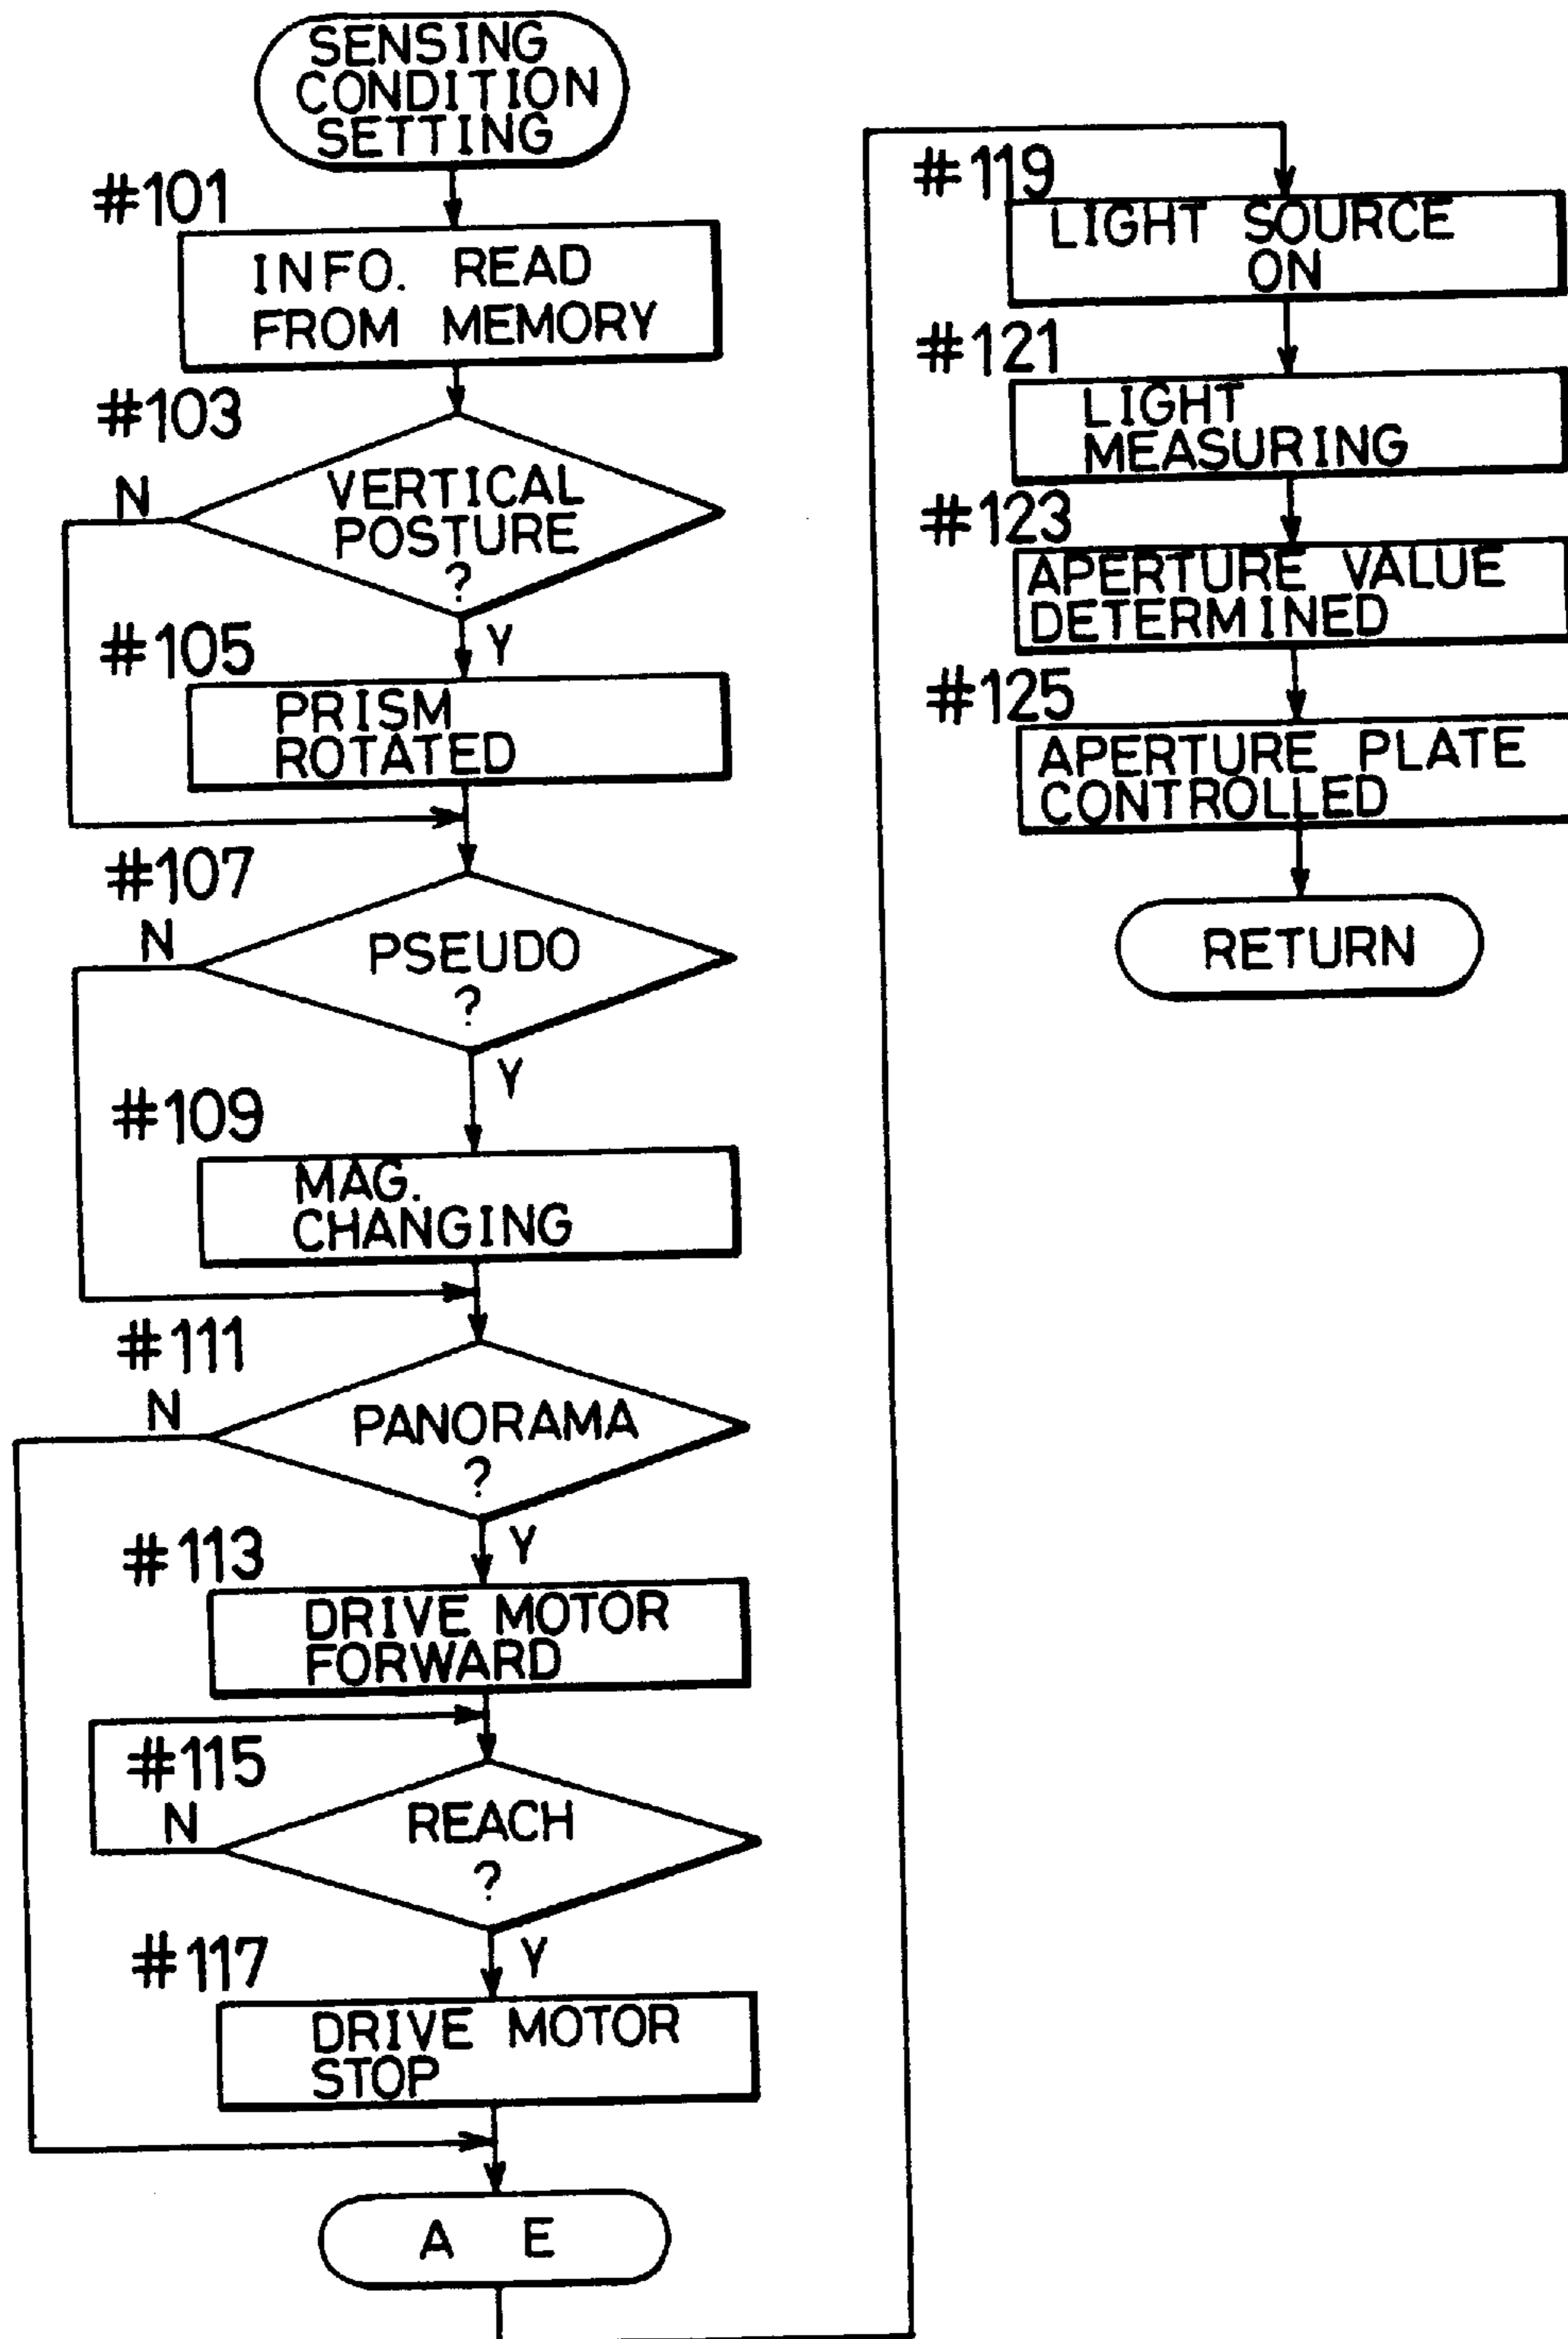 SENSING
CONDITION
SETTING
#101
INFO. READ
FROM MEMORY
#103
N
VERTICAL
POSTURE
?
Y
#105
PRISM
ROTATED
#107
N
PSEUDO
?
Y
#109
MAG.
CHANGING
#111
N
PANORAMA
?
Y
#113
DRIVE MOTOR
FORWARD
#115
N
REACH
?
Y
#117
DRIVE MOTOR
STOP
A E
#119
LIGHT SOURCE
ON
#121
LIGHT
MEASURING
#123
APERTURE VALUE
DETERMINED
#125
APERTURE PLATE
CONTROLLED
RETURN